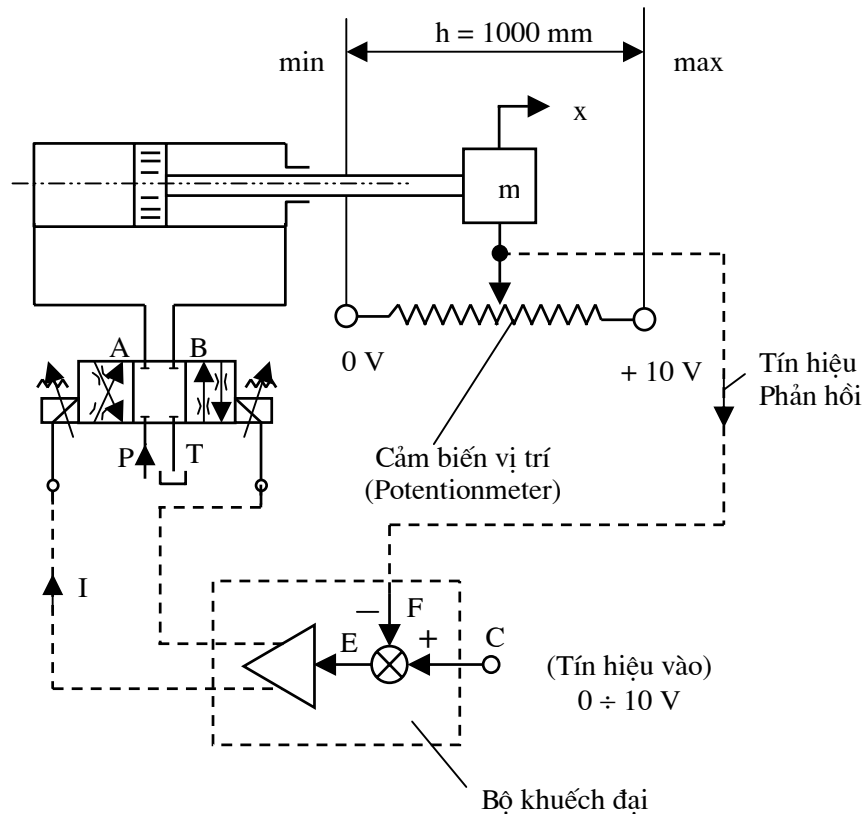 h = 1000 mm
min
max
x
m
A
B
0 V
+ 10 V
Tín hiệu
Phản hồi
P
T
Cảm biến vị trí
(Potentionmeter)
I
— F
E
+
C
(Tín hiệu vào)
0 ÷ 10 V
Bộ khuếch đại